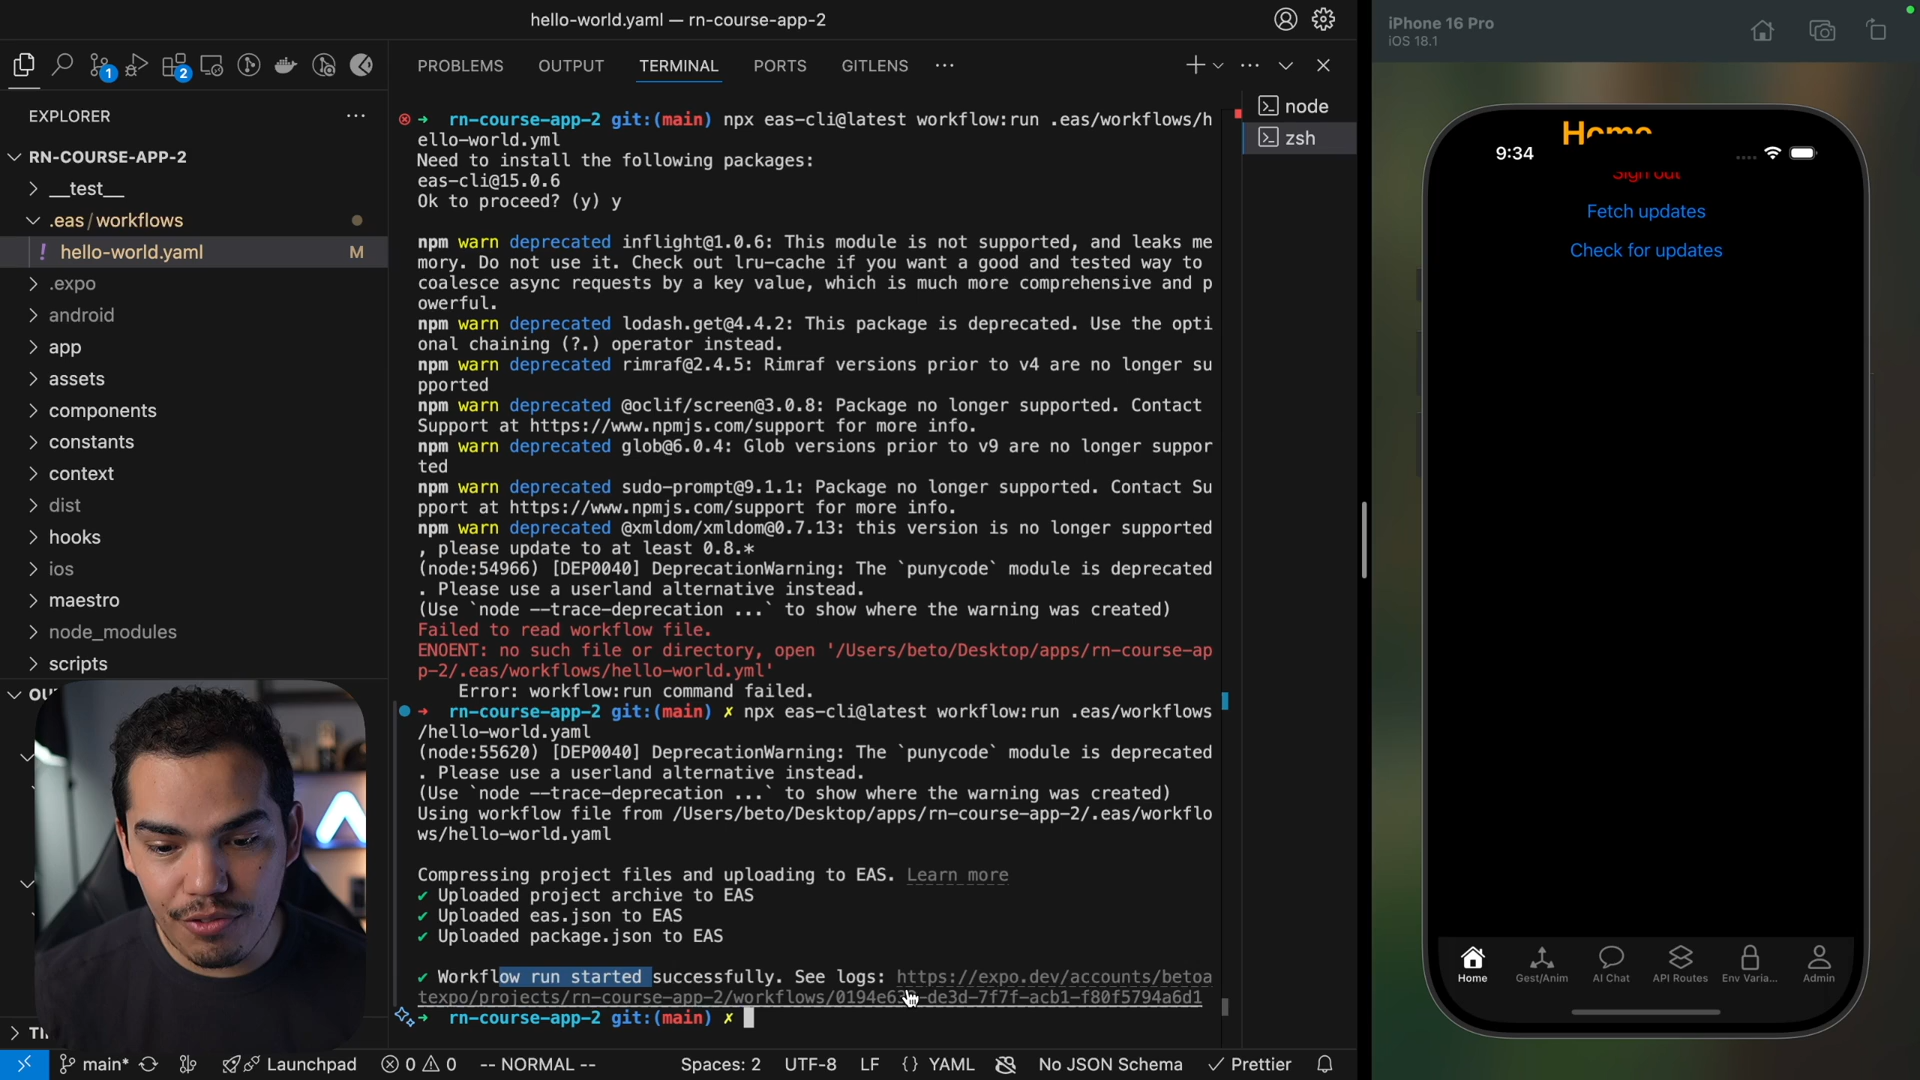 hello-world.yaml — rn-course-app-2
PROBLEMS OUTPUT TERMINAL PORTS GITLENS ...
1
2
EXPLORER ...
RN-COURSE-APP-2
__test__
.eas/workflows
! hello-world.yaml M
.expo
android
app
assets
components
constants
context
dist
hooks
ios
maestro
node_modules
scripts
node
zsh
rn-course-app-2 git:(main) npx eas-cli@latest workflow:run .eas/workflows/h
ello-world.yml
Need to install the following packages:
eas-cli@15.0.6
Ok to proceed? (y) y
npm warn deprecated inflight@1.0.6: This module is not supported, and leaks me
mory. Do not use it. Check out lru-cache if you want a good and tested way to
coalesce async requests by a key value, which is much more comprehensive and p
owerful.
npm warn deprecated lodash.get@4.4.2: This package is deprecated. Use the opti
onal chaining (?.) operator instead.
npm warn deprecated rimraf@2.4.5: Rimraf versions prior to v4 are no longer su
pported
npm warn deprecated @oclif/screen@3.0.8: Package no longer supported. Contact
Support at https://www.npmjs.com/support for more info.
npm warn deprecated glob@6.0.4: Glob versions prior to v9 are no longer suppor
ted
npm warn deprecated sudo-prompt@9.1.1: Package no longer supported. Contact Su
pport at https://www.npmjs.com/support for more info.
npm warn deprecated @xmldom/xmldom@0.7.13: this version is no longer supported
, please update to at least 0.8.*
(node:54966) [DEP0040] DeprecationWarning: The `punycode` module is deprecated
. Please use a userland alternative instead.
(Use `node --trace-deprecation ...` to show where the warning was created)
Failed to read workflow file.
ENOENT: no such file or directory, open '/Users/beto/Desktop/apps/rn-course-ap
p-2/.eas/workflows/hello-world.yml'
Error: workflow:run command failed.
rn-course-app-2 git:(main) ✗ npx eas-cli@latest workflow:run .eas/workflows
/hello-world.yaml
(node:55620) [DEP0040] DeprecationWarning: The `punycode` module is deprecated
. Please use a userland alternative instead.
(Use `node --trace-deprecation ...` to show where the warning was created)
Using workflow file from /Users/beto/Desktop/apps/rn-course-app-2/.eas/workflo
ws/hello-world.yaml
Compressing project files and uploading to EAS. Learn more
✔ Uploaded project archive to EAS
✔ Uploaded eas.json to EAS
✔ Uploaded package.json to EAS
✔ Workflow run started successfully. See logs: https://expo.dev/accounts/betoa
texpo/projects/rn-course-app-2/workflows/
-de3d-7f7f-acb1-f80f5794a6d1
rn-course-app-2 git:(main) ✗
main* Launchpad 0 0 -- NORMAL -- Spaces: 2 UTF-8 LF {} YAML No JSON Schema ✓ Prettier
iPhone 16 Pro
iOS 18.1
Home
9:34
Sign out
Fetch updates
Check for updates
Home Gest/Anim AI Chat API Routes Env Varia... Admin